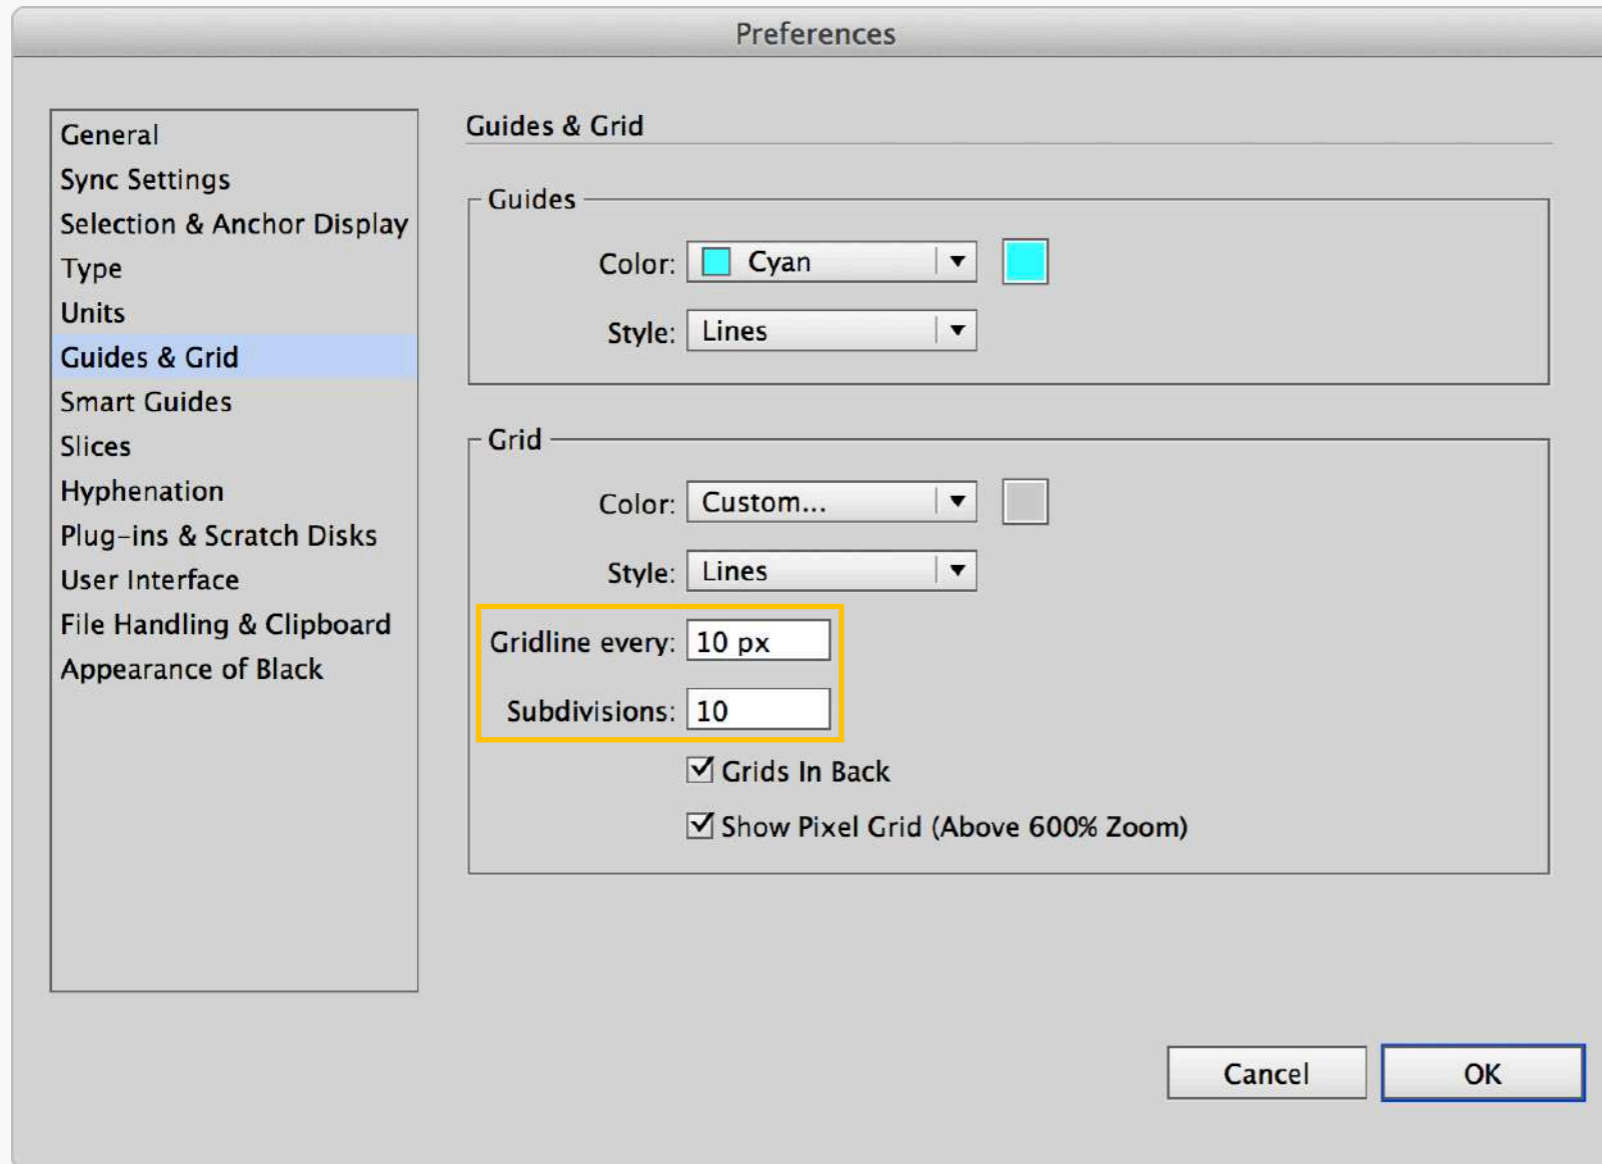 Preferences
General
Sync Settings
Selection & Anchor Display
Type
Units
Guides & Grid
Smart Guides
Slices
Hyphenation
Plug-ins & Scratch Disks
User Interface
File Handling & Clipboard
Appearance of Black
Guides & Grid
Guides
Color: Cyan
Style: Lines
Grid
Color: Custom...
Style: Lines
Gridline every: 10 px
Subdivisions: 10
Grids In Back
Show Pixel Grid (Above 600% Zoom)
Cancel OK